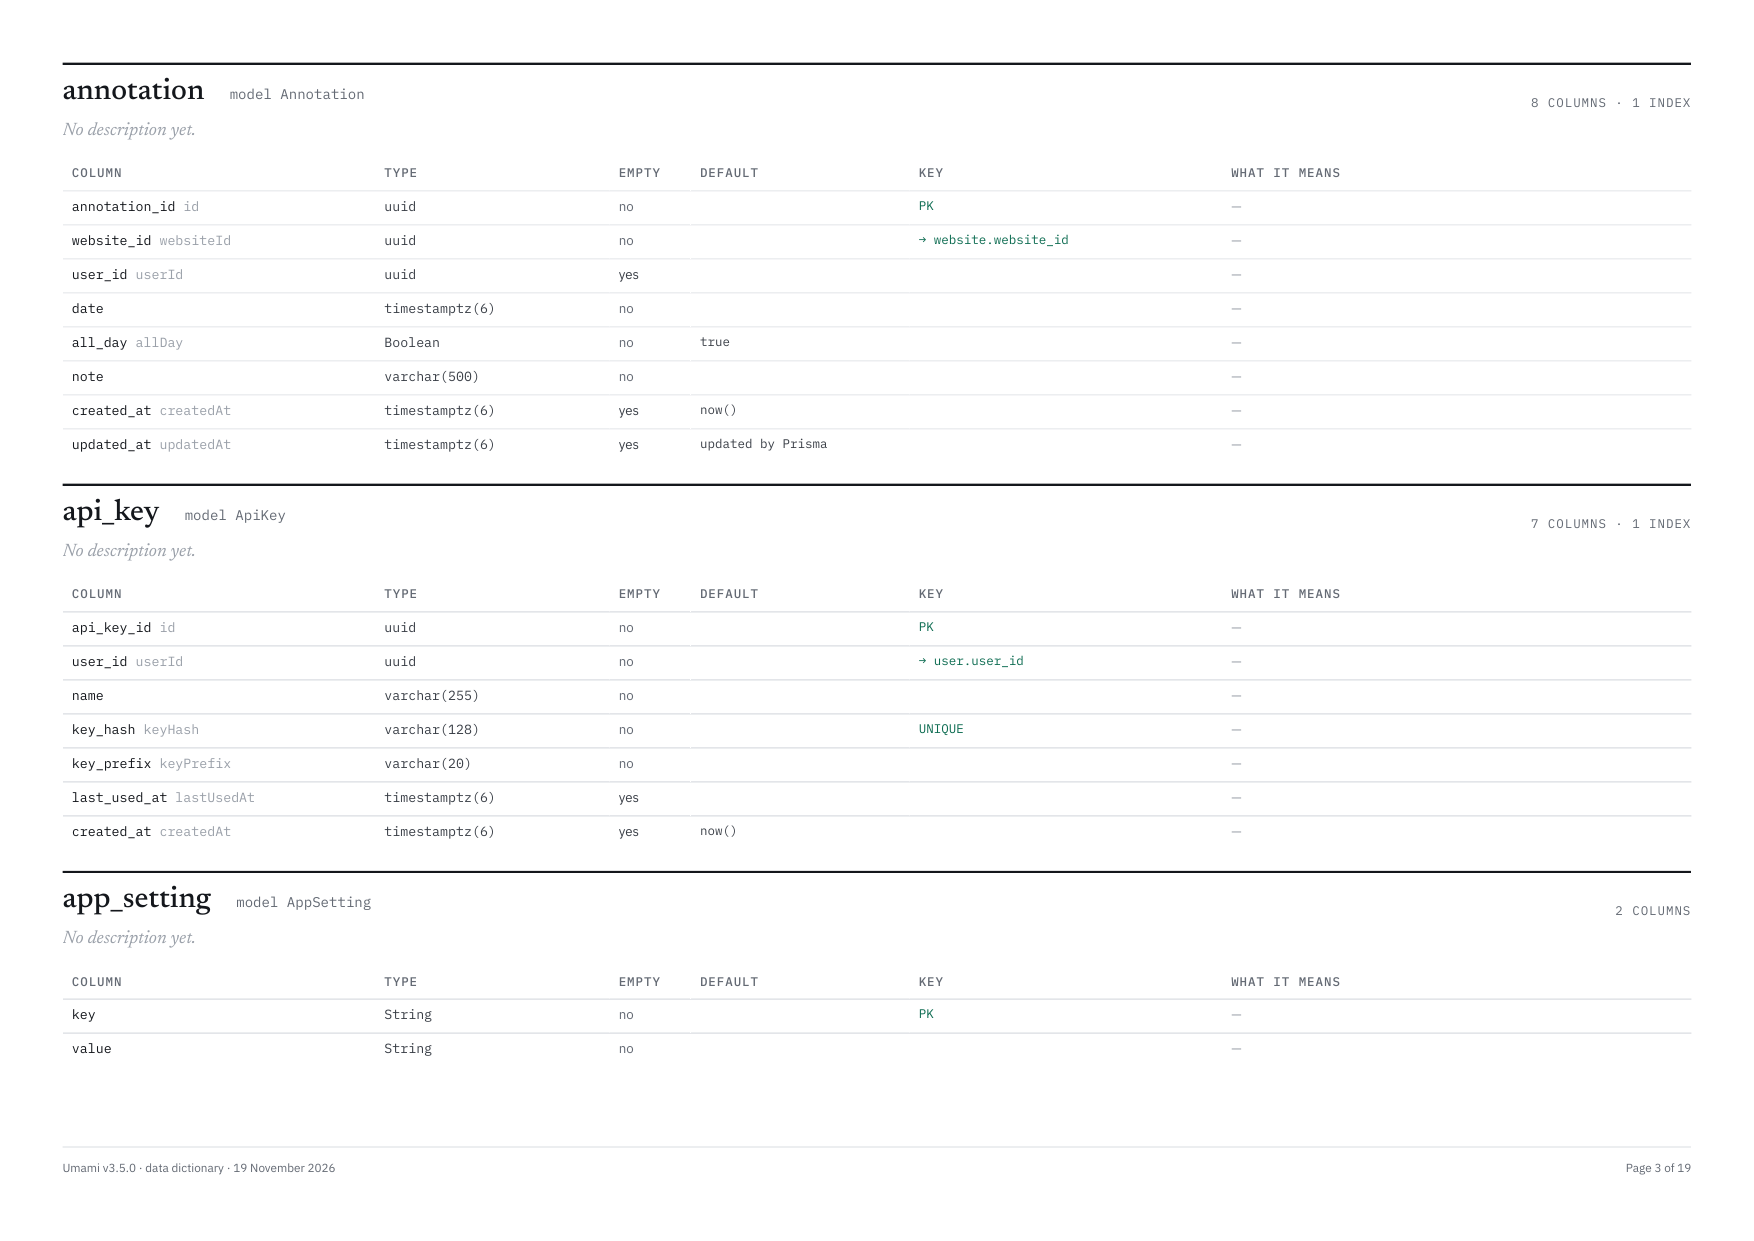 annotation model Annotation
8 COLUMNS · 1 INDEX
No description yet.
COLUMN TYPE EMPTY DEFAULT KEY WHAT IT MEANS
annotation_id id uuid no PK —
website_id websiteId uuid no → website.website_id —
user_id userId uuid yes —
date timestamptz(6) no —
all_day allDay Boolean no true —
note varchar(500) no —
created_at createdAt timestamptz(6) yes now() —
updated_at updatedAt timestamptz(6) yes updated by Prisma —
api_key model ApiKey
7 COLUMNS · 1 INDEX
No description yet.
COLUMN TYPE EMPTY DEFAULT KEY WHAT IT MEANS
api_key_id id uuid no PK —
user_id userId uuid no → user.user_id —
name varchar(255) no —
key_hash keyHash varchar(128) no UNIQUE —
key_prefix keyPrefix varchar(20) no —
last_used_at lastUsedAt timestamptz(6) yes —
created_at createdAt timestamptz(6) yes now() —
app_setting model AppSetting
2 COLUMNS
No description yet.
COLUMN TYPE EMPTY DEFAULT KEY WHAT IT MEANS
key String no PK —
value String no —
Umami v3.5.0 · data dictionary · 19 November 2026
Page 3 of 19